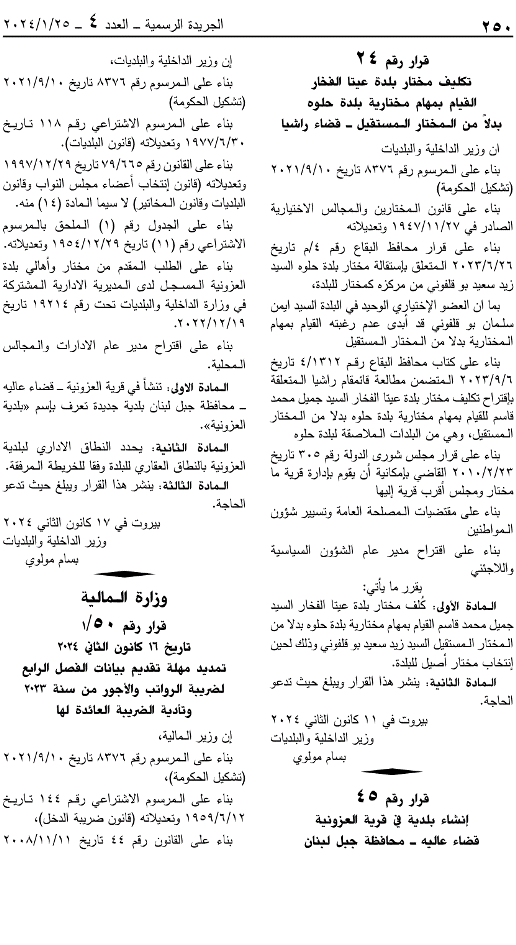 ٢٥٠
الجريدة الرسمية ــ العدد ٤ ــ ٢٠٢٤/١/٢٥
قرار رقم ٢٤
تكليف مختار بلدة عيتا الفخار
القيام بمهام مختارية بلدة حلوه
بدلاً من المختار المستقيل ــ قضاء راشيا
ان وزير الداخلية والبلديات
بناء على المرسوم رقم ٨٣٧٦ تاريخ ٢٠٢١/٩/١٠
(تشكيل الحكومة)
بناء على قانون المختارين والمجالس الاختيارية
الصادر في ١٩٤٧/١١/٢٧ وتعديلاته
بناء على قرار محافظ البقاع رقم ٤/م تاريخ
٢٠٢٣/٦/٢٦ المتعلق بإستقالة مختار بلدة حلوه السيد
زيد سعيد بو قلفوني من مركزه كمختار للبلدة،
بما ان العضو الإختياري الوحيد في البلدة السيد ايمن
سلمان بو قلفوني قد أبدى عدم رغبته القيام بمهام
المختارية بدلا من المختار المستقيل
بناء على كتاب محافظ البقاع رقم ٤/١٣١٢ تاريخ
٢٠٢٣/٩/٦ المتضمن مطالعة قائمقام راشيا المتعلقة
بإقتراح تكليف مختار بلدة عيتا الفخار السيد جميل محمد
قاسم للقيام بمهام مختارية بلدة حلوه بدلا من المختار
المستقيل، وهي من البلدات الملاصقة لبلدة حلوه
بناء على قرار مجلس شورى الدولة رقم ٣٠٥ تاريخ
٢٠١٠/٢/٢٣ القاضي بإمكانية أن يقوم بإدارة قرية ما
مختار ومجلس أقرب قرية إليها
بناء على مقتضيات المصلحة العامة وتسيير شؤون
المواطنين
بناء على اقتراح مدير عام الشؤون السياسية
واللاجئي
يقرر ما يأتي:
المادة الأولى: كُلف مختار بلدة عيتا الفخار السيد
جميل محمد قاسم القيام بمهام مختارية بلدة حلوه بدلا من
المختار المستقيل السيد زيد سعيد بو قلفوني وذلك لحين
إنتخاب مختار أصيل للبلدة.
المادة الثانية: ينشر هذا القرار ويبلغ حيث تدعو
الحاجة.
بيروت في ١١ كانون الثاني ٢٠٢٤
وزير الداخلية والبلديات
بسام مولوي
قرار رقم ٤٥
إنشاء بلدية في قرية العزونية
قضاء عاليه ــ محافظة جبل لبنان
إن وزير الداخلية والبلديات،
بناء على المرسوم رقم ٨٣٧٦ تاريخ ٢٠٢١/٩/١٠
(تشكيل الحكومة)
بناء على المرسوم الاشتراعي رقم ١١٨ تاريخ
١٩٧٧/٦/٣٠ وتعديلاته (قانون البلديات).
بناء على القانون رقم ٧٩/٦٦٥ تاريخ ١٩٩٧/١٢/٢٩
وتعديلاته (قانون إنتخاب أعضاء مجلس النواب وقانون
البلديات وقانون المخاتير) لا سيما المادة (١٤) منه.
بناء على الجدول رقم (١) الملحق بالمرسوم
الاشتراعي رقم (١١) تاريخ ١٩٥٤/١٢/٢٩ وتعديلاته.
بناء على الطلب المقدم من مختار وأهالي بلدة
العزونية المسجل لدى المديرية الادارية المشتركة
في وزارة الداخلية والبلديات تحت رقم ١٩٢١٤ تاريخ
٢٠٢٢/١٢/١٩.
بناء على اقتراح مدير عام الادارات والمجالس
المحلية.
المادة الأولى: تنشأ في قرية العزونية ــ قضاء عاليه
ــ محافظة جبل لبنان بلدية جديدة تعرف بإسم «بلدية
العزونية».
المادة الثانية: يحدد النطاق الاداري لبلدية
العزونية بالنطاق العقاري للبلدة وفقا للخريطة المرفقة.
المادة الثالثة: ينشر هذا القرار ويبلغ حيث تدعو
الحاجة.
بيروت في ١٧ كانون الثاني ٢٠٢٤
وزير الداخلية والبلديات
بسام مولوي
وزارة المالية
قرار رقم ١/٥٠
تاريخ ١٦ كانون الثاني ٢٠٢٤
تمديد مهلة تقديم بيانات الفصل الرابع
لضريبة الرواتب والأجور من سنة ٢٠٢٣
وتأدية الضريبة العائدة لها
إن وزير المالية،
بناء على المرسوم رقم ٨٣٧٦ تاريخ ٢٠٢١/٩/١٠
(تشكيل الحكومة)،
بناء على المرسوم الاشتراعي رقم ١٤٤ تاريخ
١٩٥٩/٦/١٢ وتعديلاته (قانون ضريبة الدخل)،
بناء على القانون رقم ٤٤ تاريخ ٢٠٠٨/١١/١١